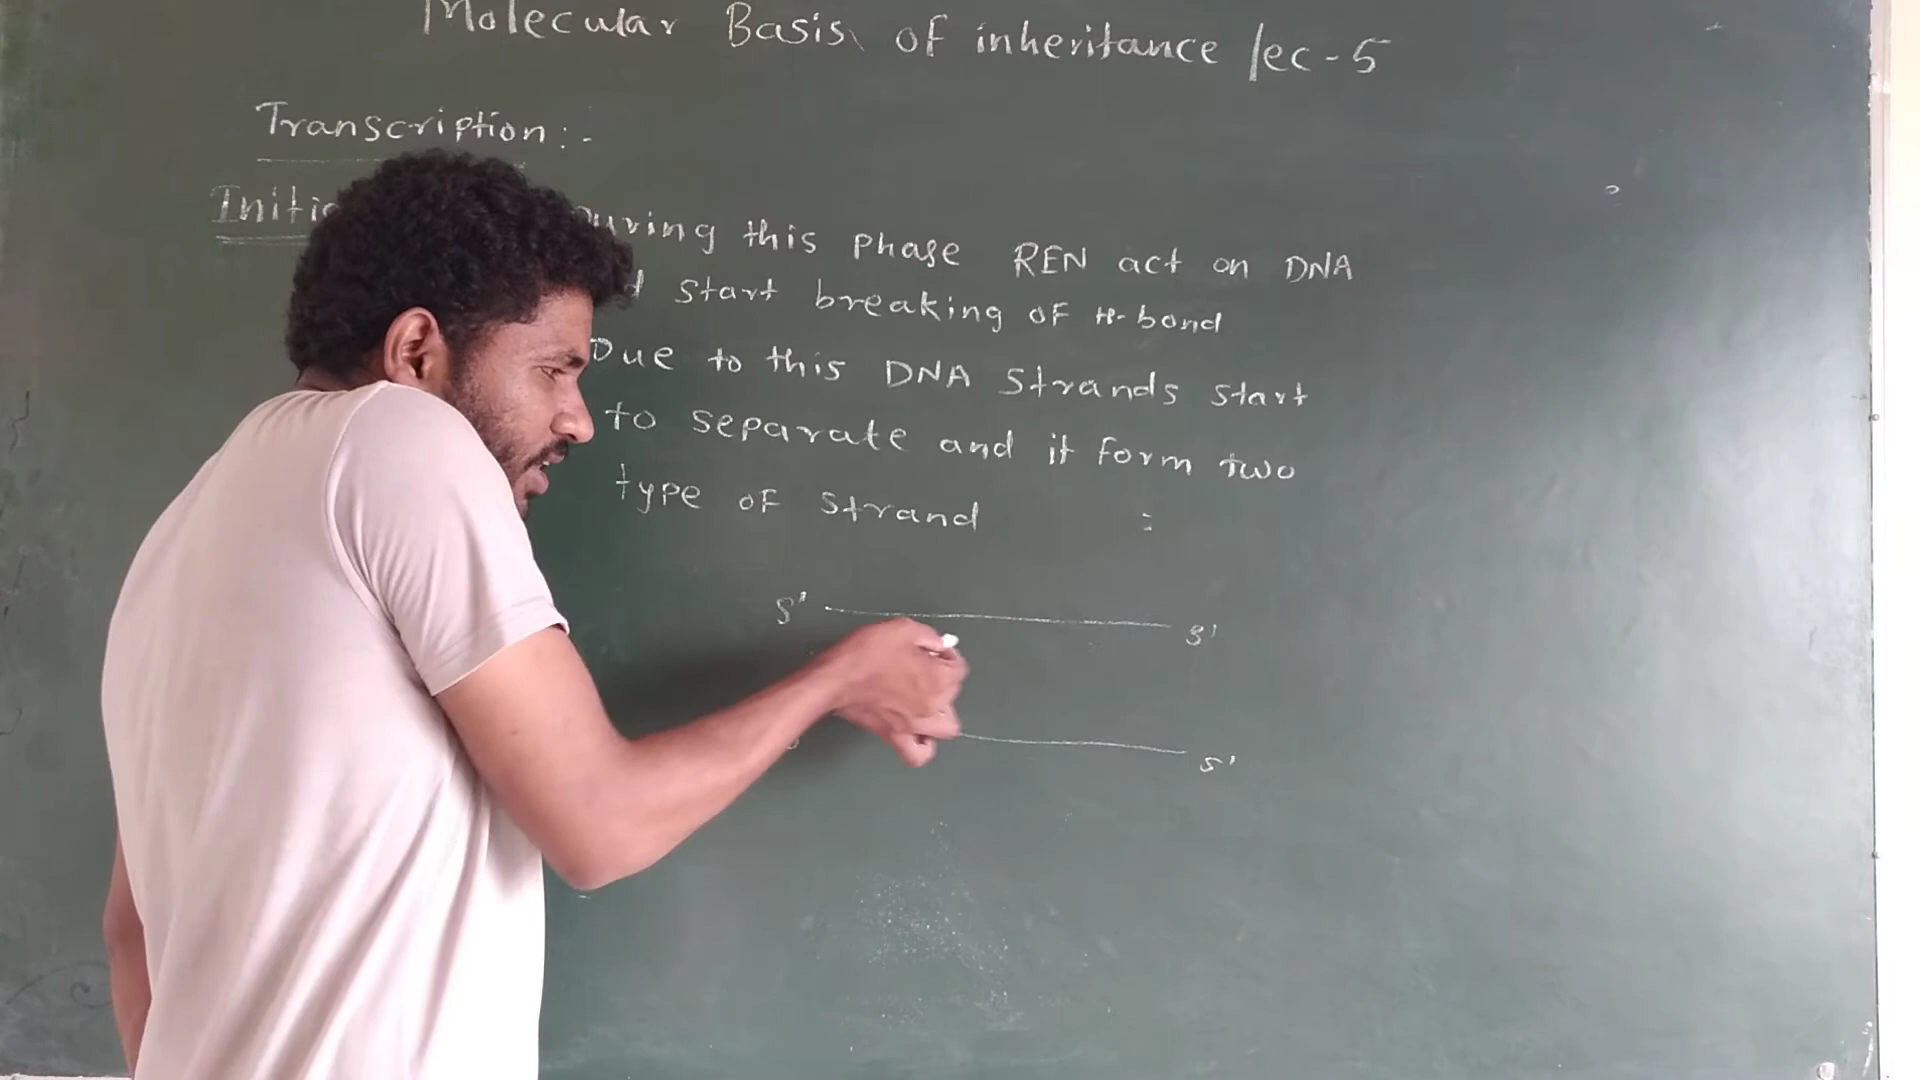 Molecular Basis of inheritance lec-5
Transcription:-
this phase REN act on DNA
start breaking of H-bond
Due to this DNA strands start
to separate and it form two
type of strand :
5' 3'
5'